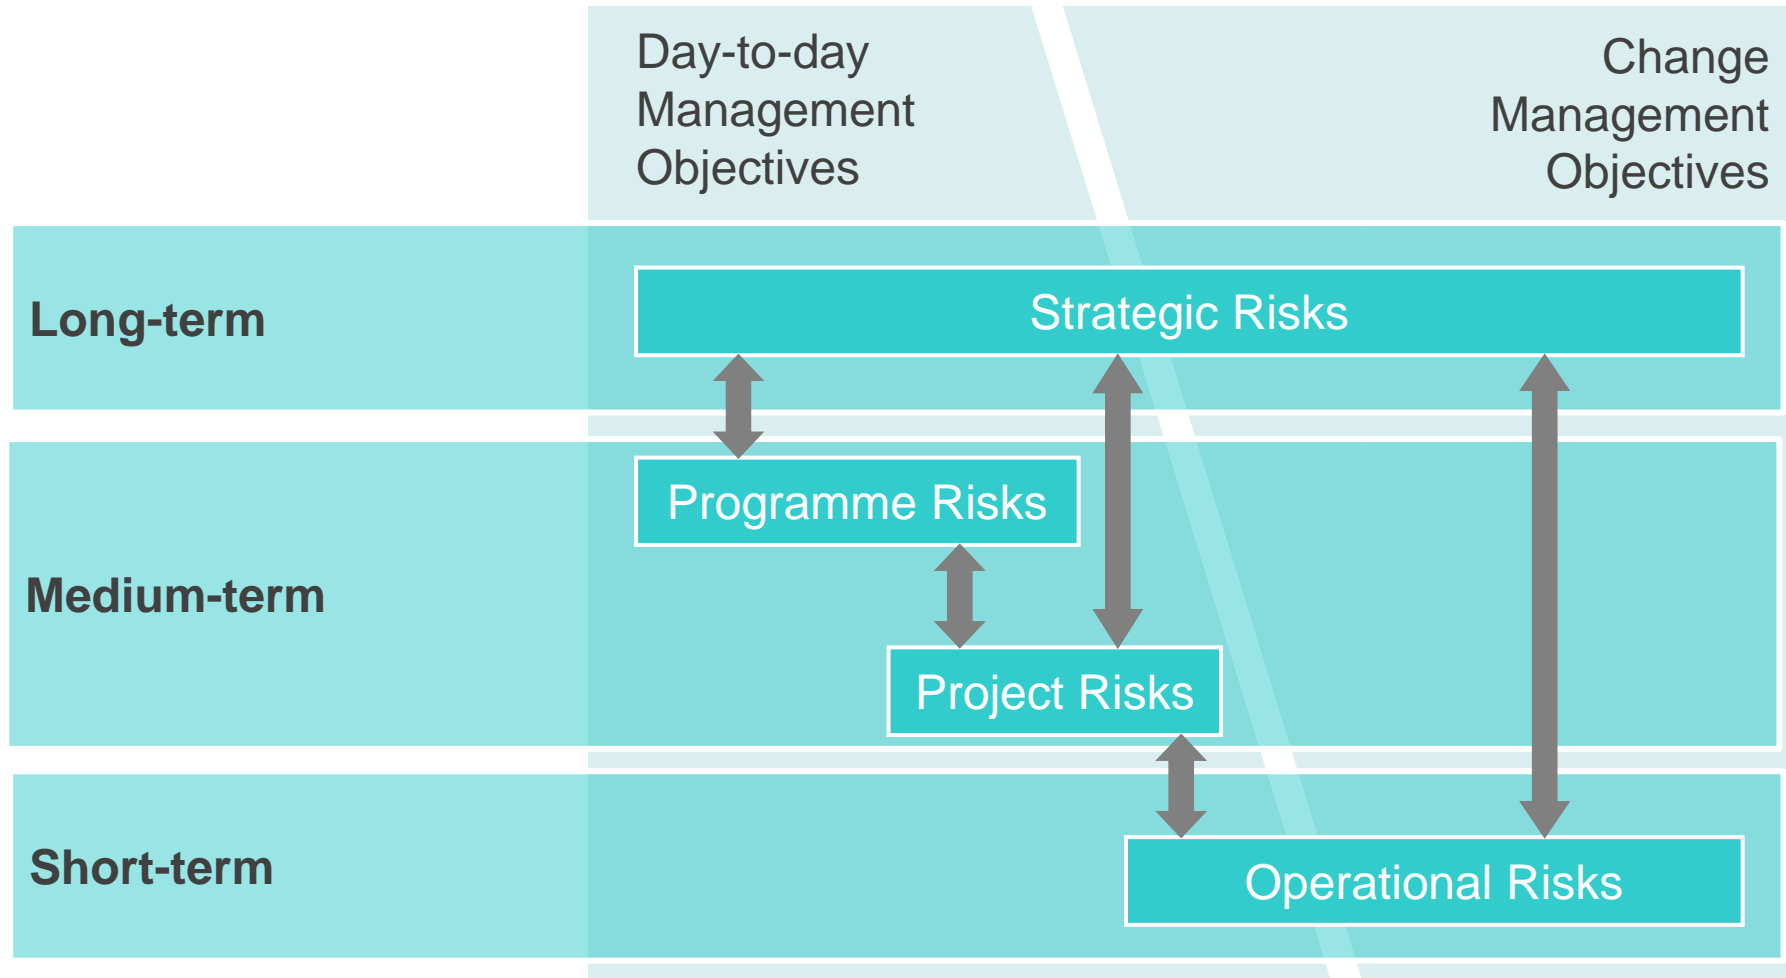 Day-to-day
Management
Objectives
Change
Management
Objectives
Long-term
Strategic Risks
Programme Risks
Medium-term
Project Risks
Short-term
Operational Risks